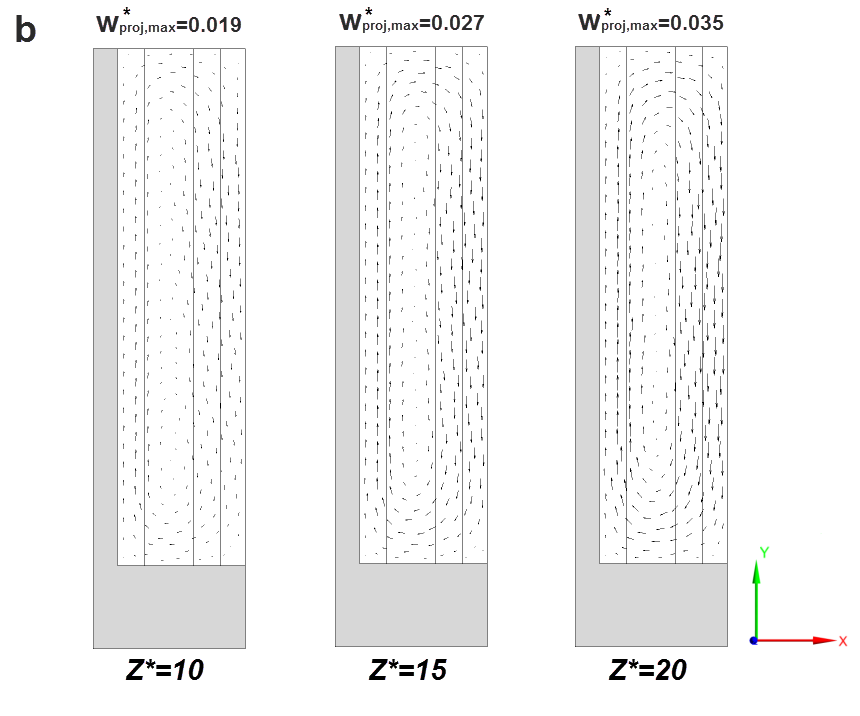 b
W*proj,max=0.019
W*proj,max=0.027
W*proj,max=0.035
Z*=10
Z*=15
Z*=20
Y
X